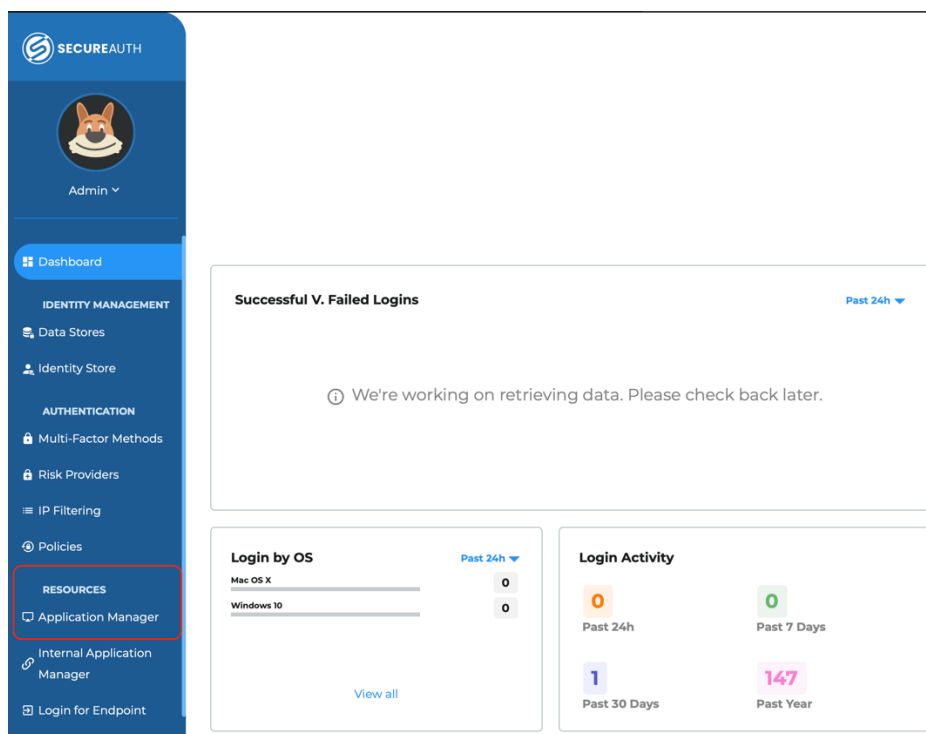 SECUREAUTH
Admin
Dashboard
IDENTITY MANAGEMENT
Data Stores
Identity Store
AUTHENTICATION
Multi-Factor Methods
Risk Providers
IP Filtering
Policies
RESOURCES
Application Manager
Internal Application
Manager
Login for Endpoint
Successful V. Failed Logins
Past 24h
We're working on retrieving data. Please check back later.
Login by OS
Past 24h
Mac OS X
0
Windows 10
0
View all
Login Activity
0
Past 24h
0
Past 7 Days
1
Past 30 Days
147
Past Year